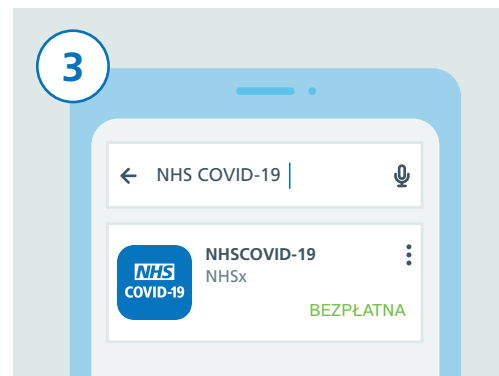 3
NHS COVID-19
NHSCOVID-19
NHSx
NHS
COVID-19
BEZPŁATNA